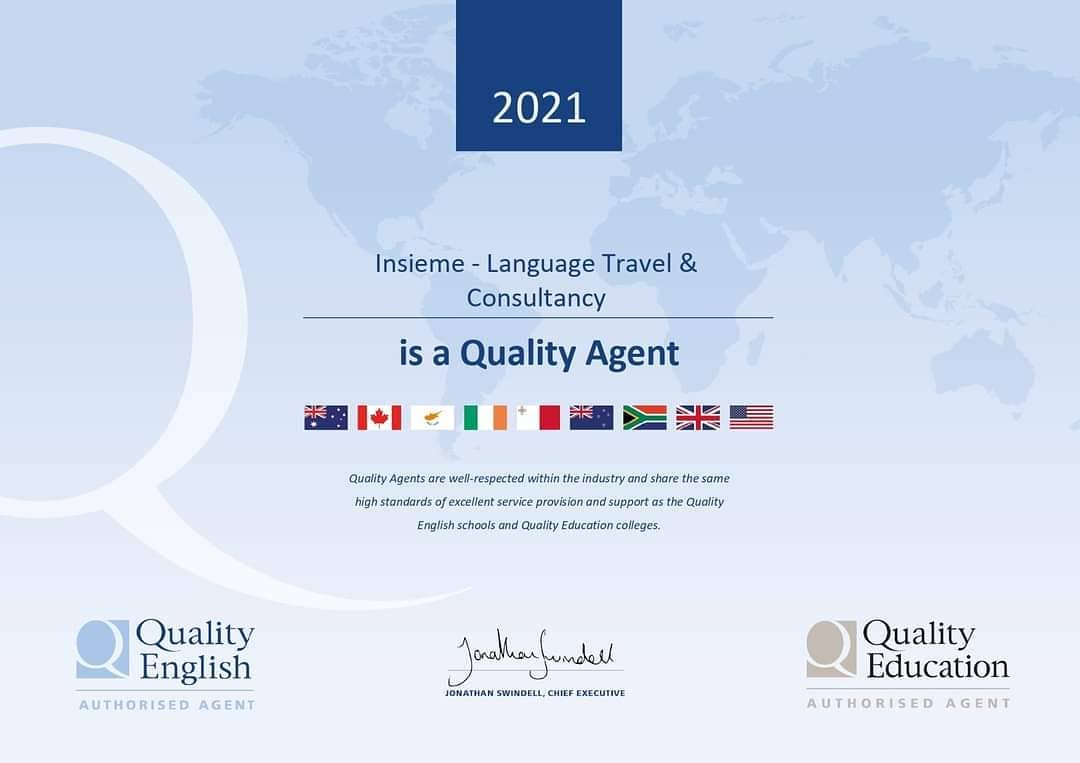 2021
Insieme - Language Travel &
Consultancy
is a Quality Agent
Quality Agents are well-respected within the industry and share the same
high standards of excellent service provision and support as the Quality
English schools and Quality Education colleges.
Quality
English
AUTHORISED AGENT
Jonathan Swindell
JONATHAN SWINDELL, CHIEF EXECUTIVE
Quality
Education
AUTHORISED AGENT